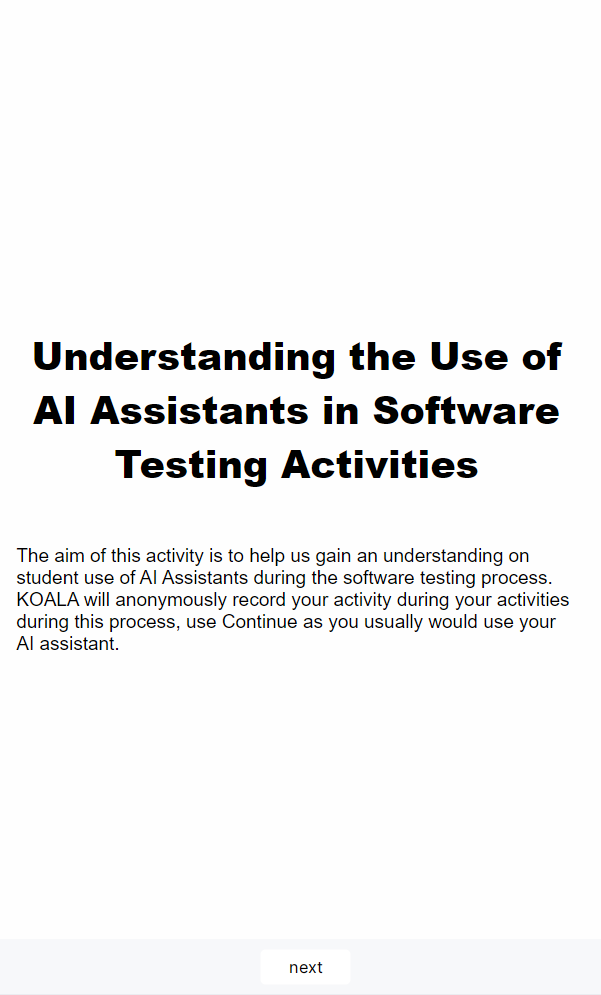 Understanding the Use of
AI Assistants in Software
Testing Activities
The aim of this activity is to help us gain an understanding on
student use of AI Assistants during the software testing process.
KOALA will anonymously record your activity during your activities
during this process, use Continue as you usually would use your
AI assistant.
next